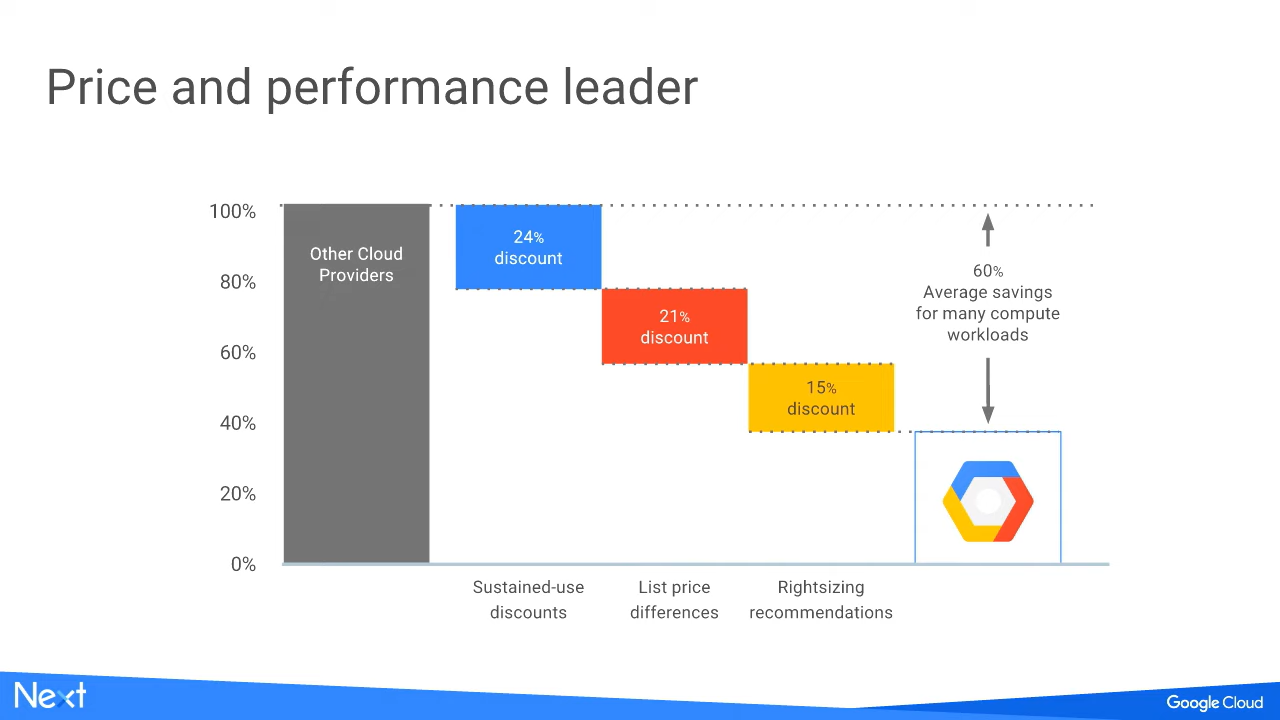 Price and performance leader
100%
80%
60%
40%
20%
0%
Other Cloud
Providers
24%
discount
21%
discount
15%
discount
60%
Average savings
for many compute
workloads
Sustained-use
discounts
List price
differences
Rightsizing
recommendations
Next
Google Cloud